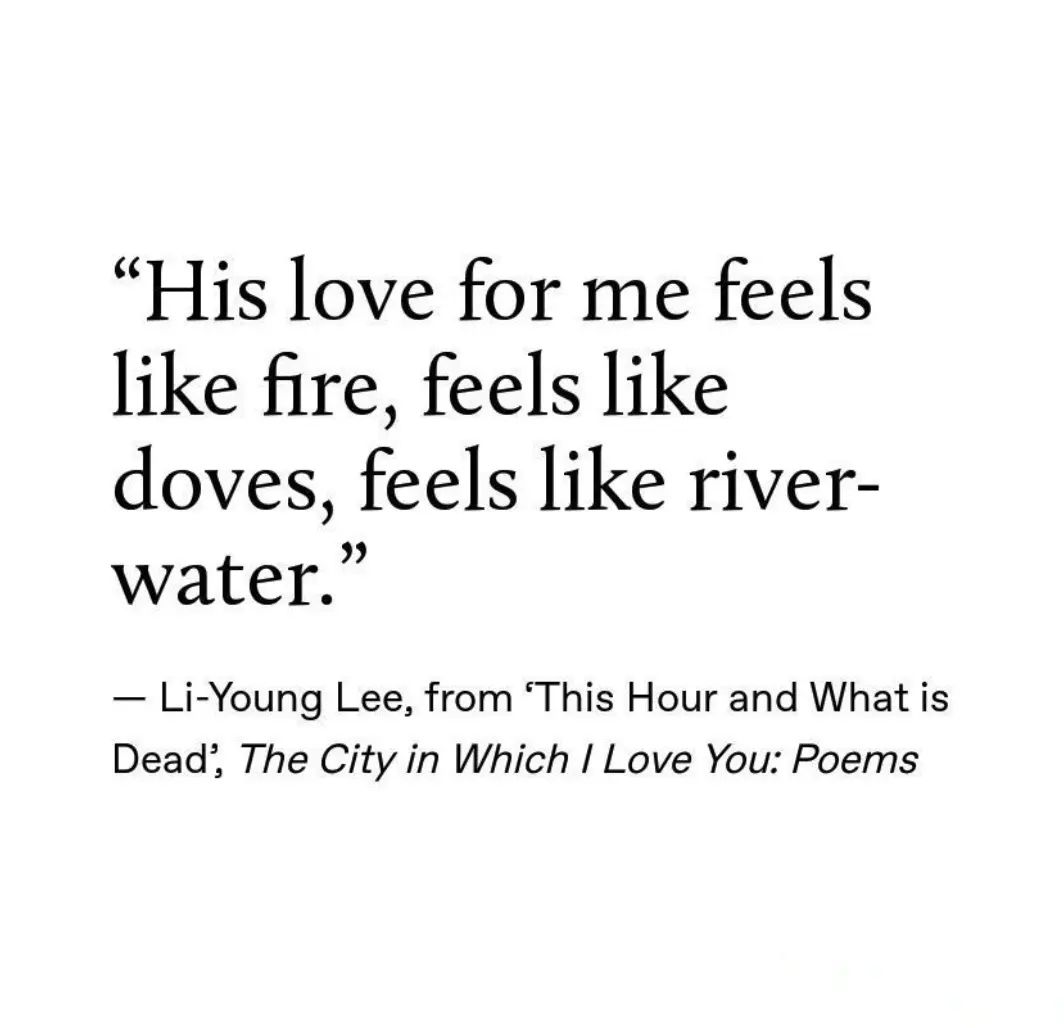 “His love for me feels
like fire, feels like
doves, feels like river-
water.”
— Li-Young Lee, from ‘This Hour and What is
Dead’, The City in Which I Love You: Poems